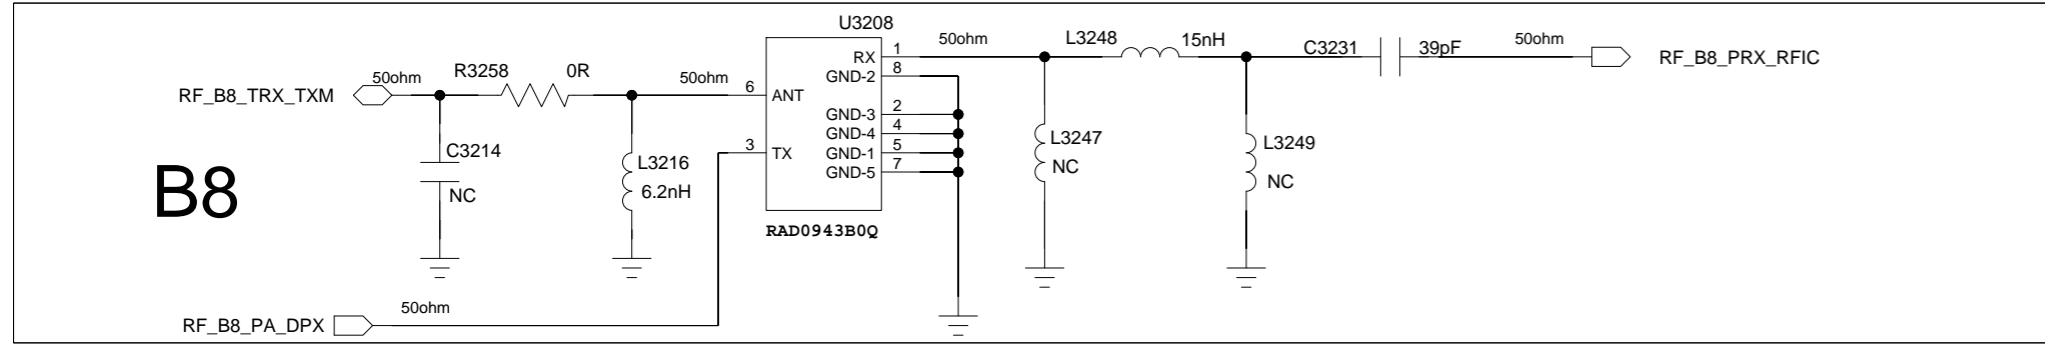 U3208
50ohm
L3248
15nH
C3231
39pF
50ohm
RF_B8_PRX_RFIC
1
RX
8
GND-2
50ohm
R3258
0R
50ohm
RF_B8_TRX_TXM
6
ANT
2
GND-3
4
GND-4
C3214
NC
L3216
6.2nH
3
TX
5
GND-1
7
GND-5
L3247
NC
L3249
NC
B8
RAD0943B0Q
50ohm
RF_B8_PA_DPX